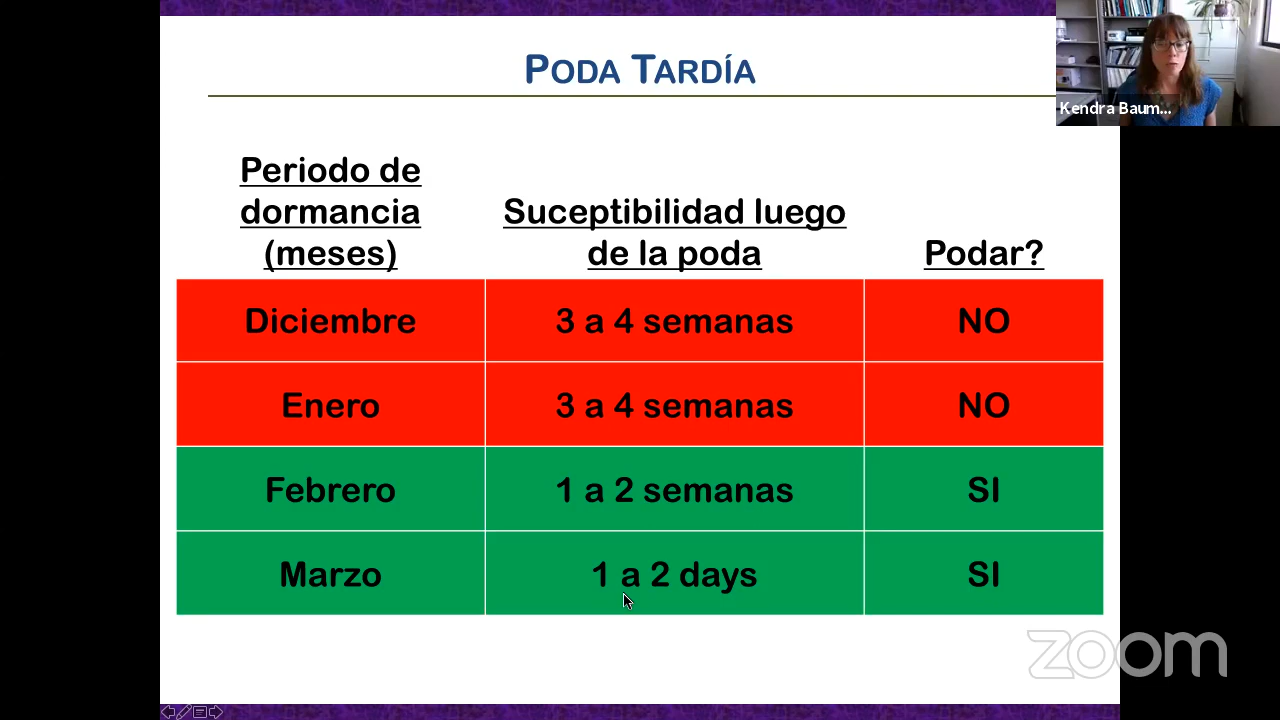 PODA TARDÍA
Kendra Baum...
Periodo de
dormancia
(meses)
Suceptibilidad luego
de la poda
Podar?
Diciembre
3 a 4 semanas
NO
Enero
3 a 4 semanas
NO
Febrero
1 a 2 semanas
SI
Marzo
1 a 2 days
SI
zoom